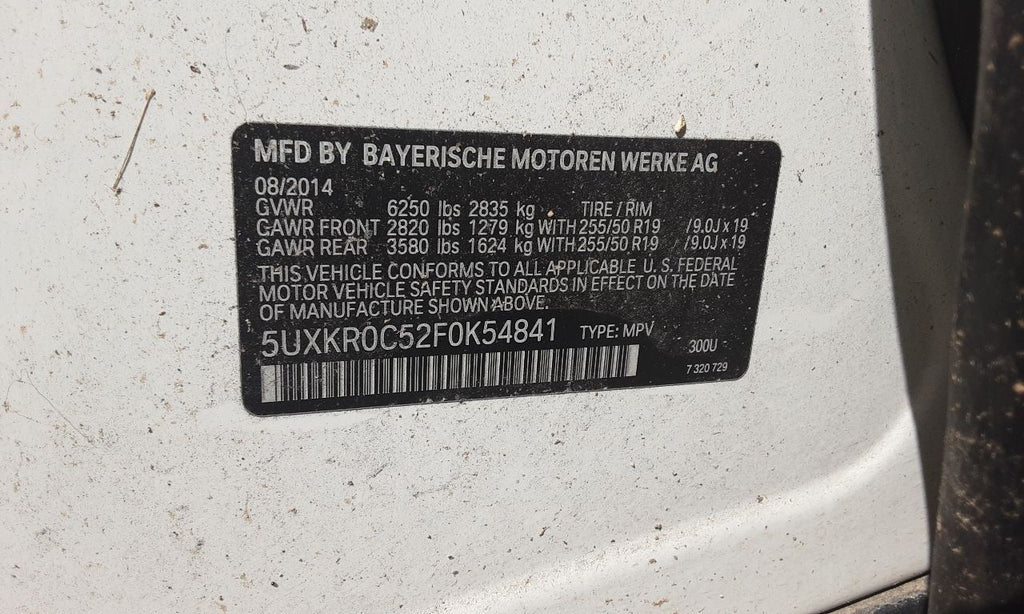 MFD BY BAYERISCHE MOTOREN WERKE AG
08/2014
GVWR 6250 lbs 2835 kg TIRE / RIM
GAWR FRONT 2820 lbs 1279 kg WITH 255/50 R19 / 9.0J x 19
GAWR REAR 3580 lbs 1624 kg WITH 255/50 R19 / 9.0J x 19
THIS VEHICLE CONFORMS TO ALL APPLICABLE U. S. FEDERAL
MOTOR VEHICLE SAFETY STANDARDS IN EFFECT ON THE DATE
OF MANUFACTURE SHOWN ABOVE.
5UXKR0C52F0K54841 TYPE: MPV
300U
7 320 729